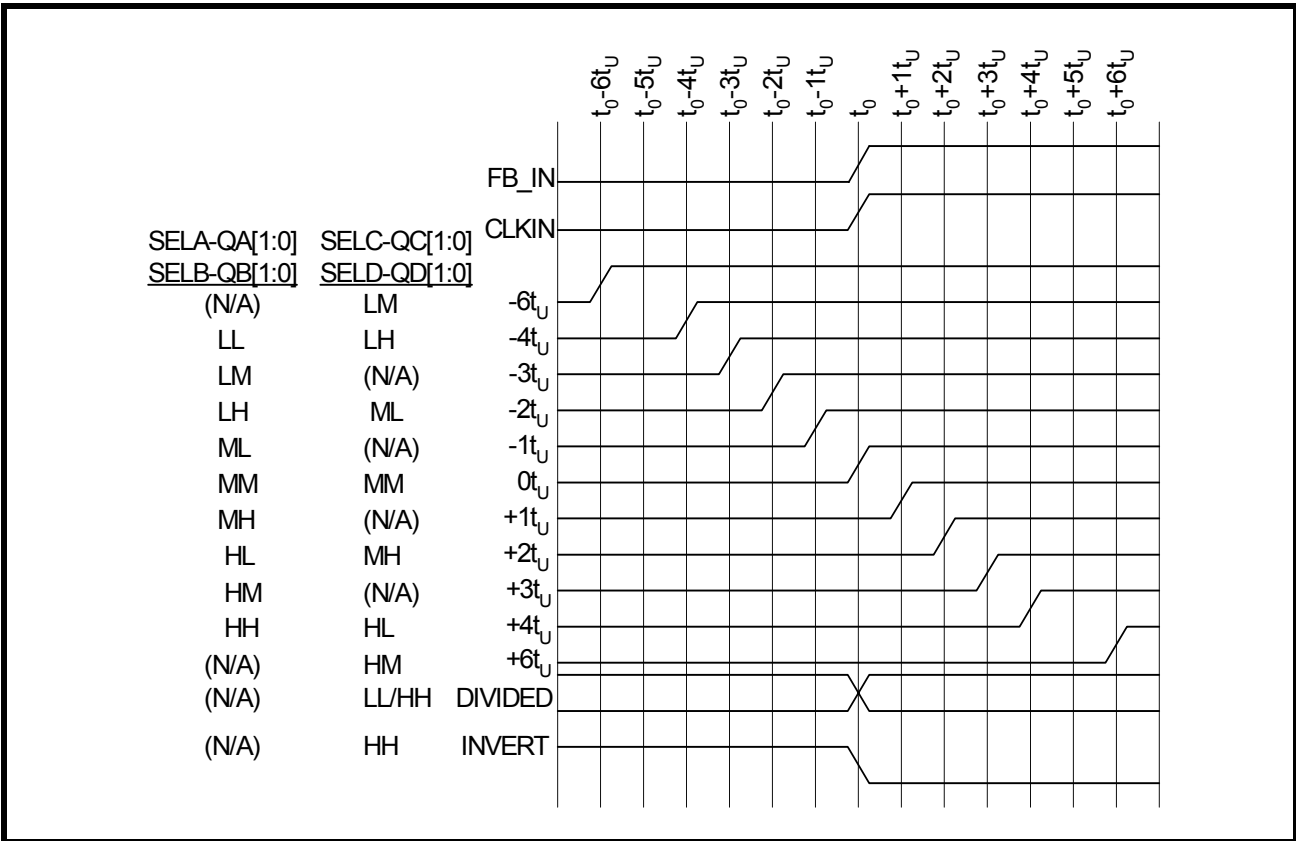 t0-6tU t0-5tU t0-4tU t0-3tU t0-2tU t0-1tU t0 t0+1tU t0+2tU t0+3tU t0+4tU t0+5tU t0+6tU
FB_IN
CLKIN
SELA-QA[1:0] SELC-QC[1:0]
SELB-QB[1:0] SELD-QD[1:0]
(N/A) LM -6tU
LL LH -4tU
LM (N/A) -3tU
LH ML -2tU
ML (N/A) -1tU
MM MM 0tU
MH (N/A) +1tU
HL MH +2tU
HM (N/A) +3tU
HH HL +4tU
(N/A) HM +6tU
(N/A) LL/HH DIVIDED
(N/A) HH INVERT